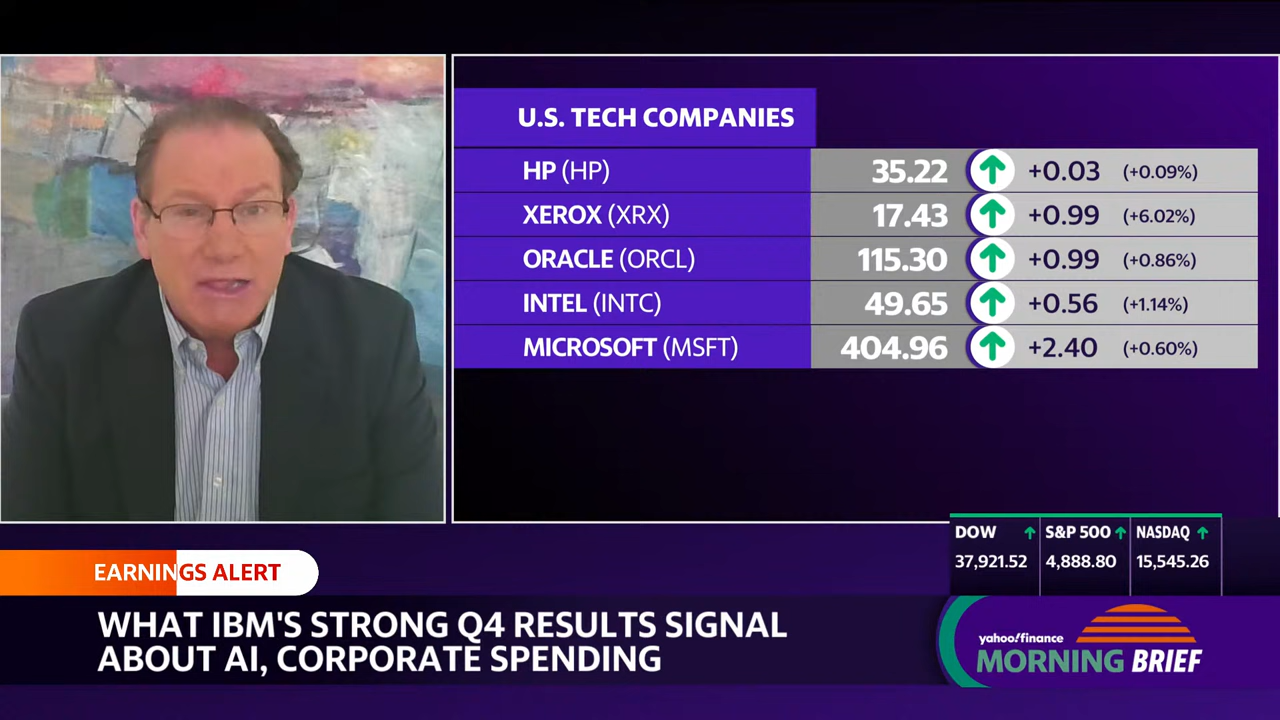 U.S. TECH COMPANIES
HP (HP) 35.22 +0.03 (+0.09%)
XEROX (XRX) 17.43 +0.99 (+6.02%)
ORACLE (ORCL) 115.30 +0.99 (+0.86%)
INTEL (INTC) 49.65 +0.56 (+1.14%)
MICROSOFT (MSFT) 404.96 +2.40 (+0.60%)
DOW S&P 500 NASDAQ
37,921.52 4,888.80 15,545.26
EARNINGS ALERT
WHAT IBM'S STRONG Q4 RESULTS SIGNAL
ABOUT AI, CORPORATE SPENDING
yahoo!finance
MORNING BRIEF